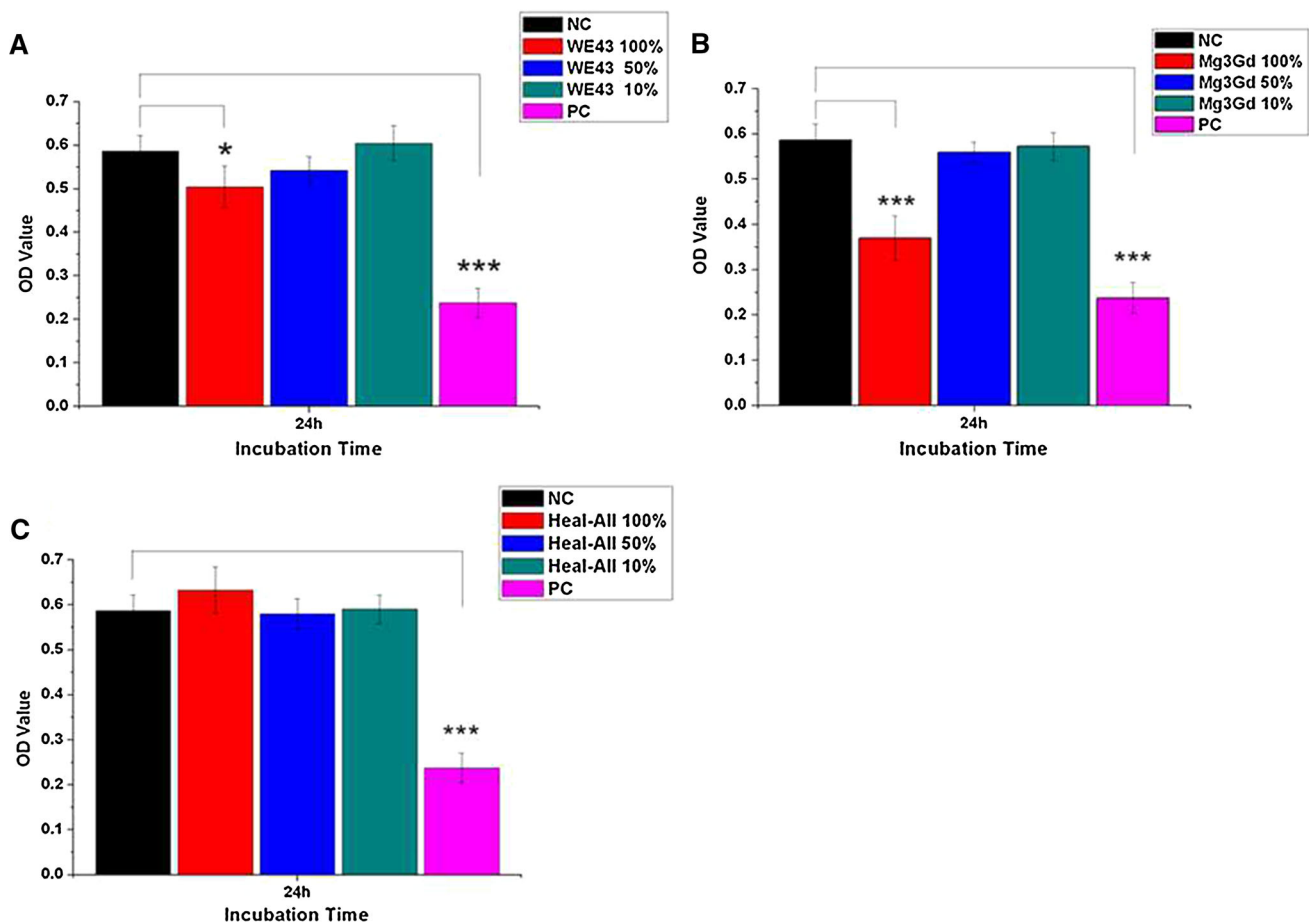 A
NC
WE43 100%
WE43 50%
WE43 10%
PC
0.7
0.6
0.5
0.4
0.3
0.2
0.1
0.0
OD Value
*
***
24h
Incubation Time
B
NC
Mg3Gd 100%
Mg3Gd 50%
Mg3Gd 10%
PC
0.7
0.6
0.5
0.4
0.3
0.2
0.1
0.0
OD Value
***
***
24h
Incubation Time
C
NC
Heal-All 100%
Heal-All 50%
Heal-All 10%
PC
0.7
0.6
0.5
0.4
0.3
0.2
0.1
0.0
OD Value
***
24h
Incubation Time